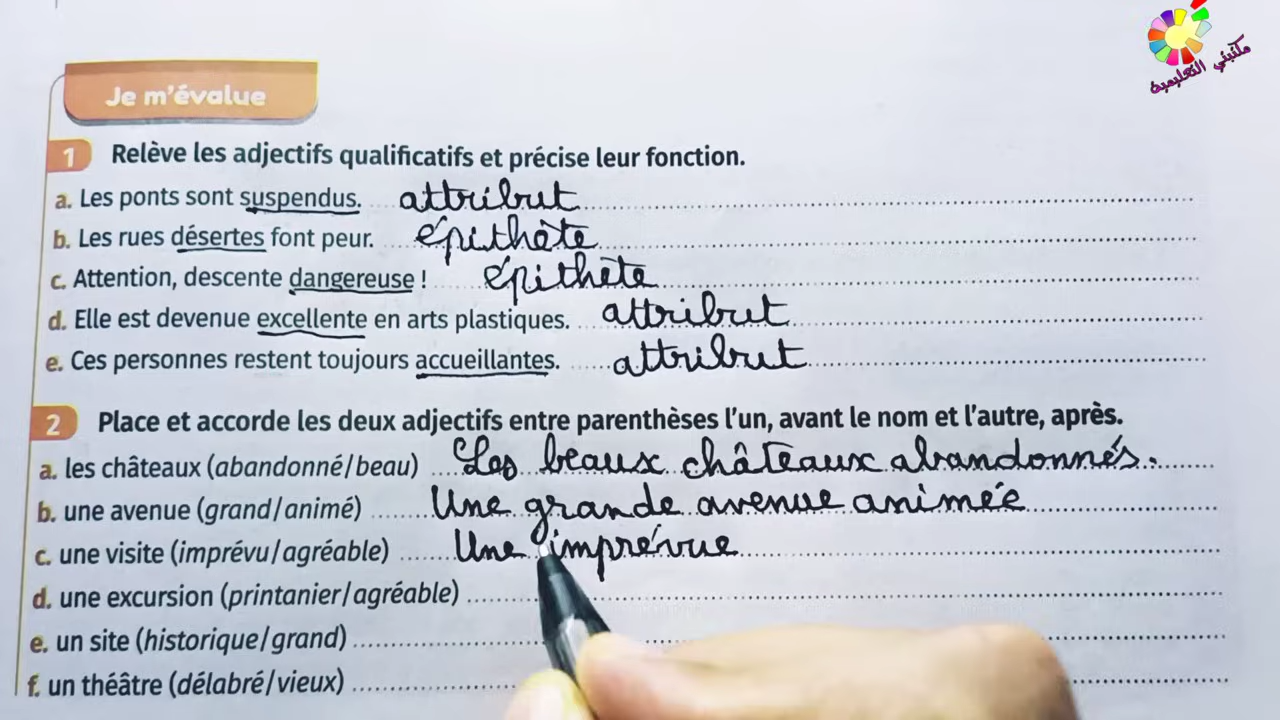 مكتبتي التعليمية
Je m'évalue
1 Relève les adjectifs qualificatifs et précise leur fonction.
a. Les ponts sont suspendus. attribut
b. Les rues désertes font peur. épithète
c. Attention, descente dangereuse ! épithète
d. Elle est devenue excellente en arts plastiques. attribut
e. Ces personnes restent toujours accueillantes. attribut
2 Place et accorde les deux adjectifs entre parenthèses l'un, avant le nom et l'autre, après.
a. les châteaux (abandonné/beau) Les beaux châteaux abandonnés.
b. une avenue (grand/animé) Une grande avenue animée
c. une visite (imprévu/agréable) Une imprévue
d. une excursion (printanier/agréable)
e. un site (historique/grand)
f. un théâtre (délabré/vieux)